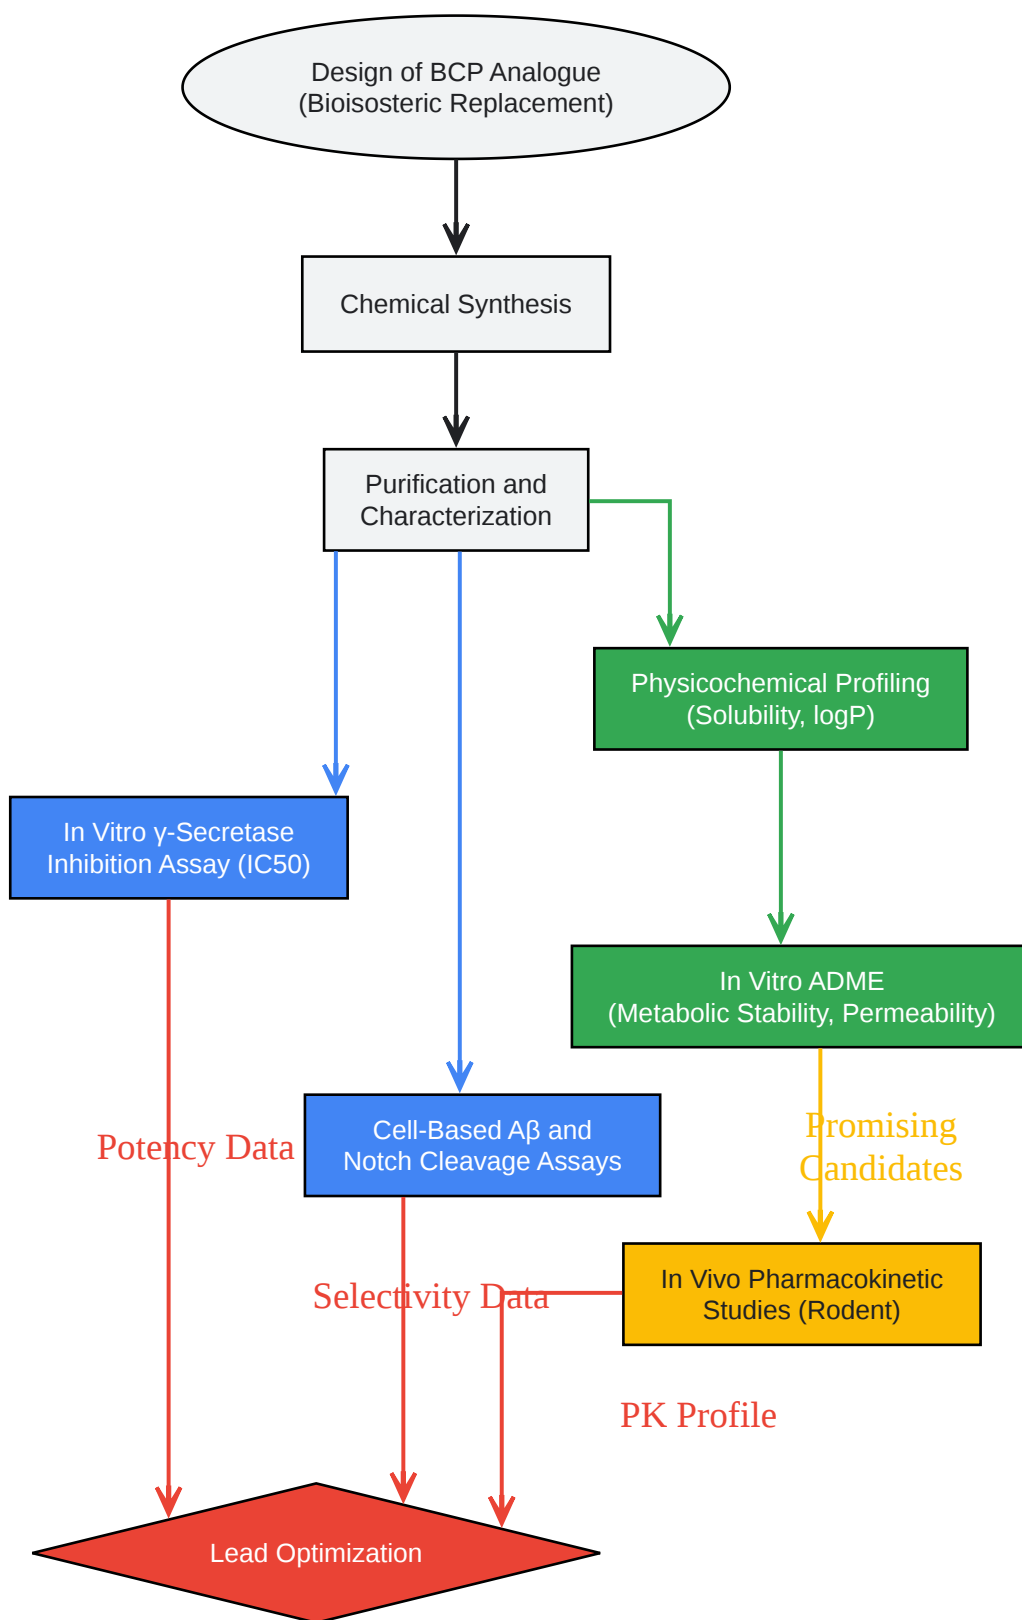 Design of BCP Analogue
(Bioisosteric Replacement)
Chemical Synthesis
Purification and
Characterization
Physicochemical Profiling
(Solubility, logP)
In Vitro γ-Secretase
Inhibition Assay (IC50)
In Vitro ADME
(Metabolic Stability, Permeability)
Cell-Based Aβ and
Notch Cleavage Assays
Potency Data
Promising
Candidates
In Vivo Pharmacokinetic
Studies (Rodent)
Selectivity Data
PK Profile
Lead Optimization